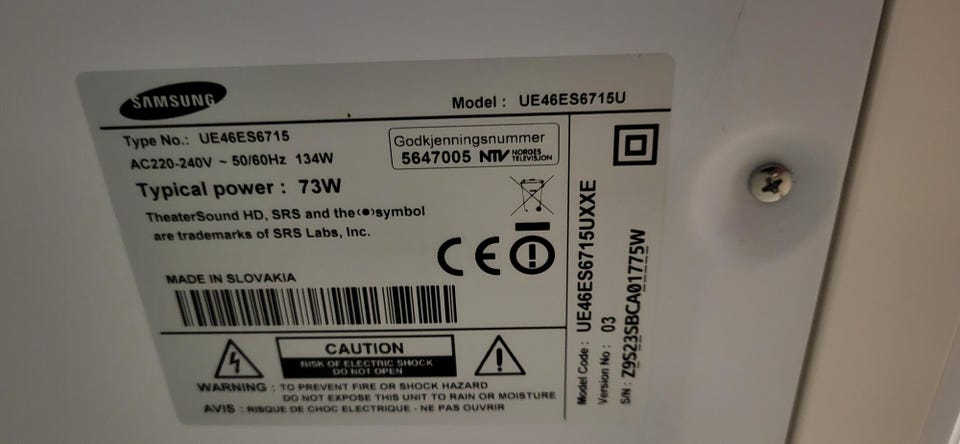 SAMSUNG
Model : UE46ES6715U
Type No.: UE46ES6715
AC220-240V ~ 50/60Hz 134W
Typical power : 73W
Godkjenningsnummer
5647005 NTV NORGES TELEVISJON
TheaterSound HD, SRS and the symbol
are trademarks of SRS Labs, Inc.
CE
MADE IN SLOVAKIA
CAUTION
RISK OF ELECTRIC SHOCK
DO NOT OPEN
WARNING : TO PREVENT FIRE OR SHOCK HAZARD
DO NOT EXPOSE THIS UNIT TO RAIN OR MOISTURE
AVIS : RISQUE DE CHOC ELECTRIQUE - NE PAS OUVRIR
Model Code : UE46ES6715UXXE
Version No : 03
S/N : Z9S23SBCA01775W